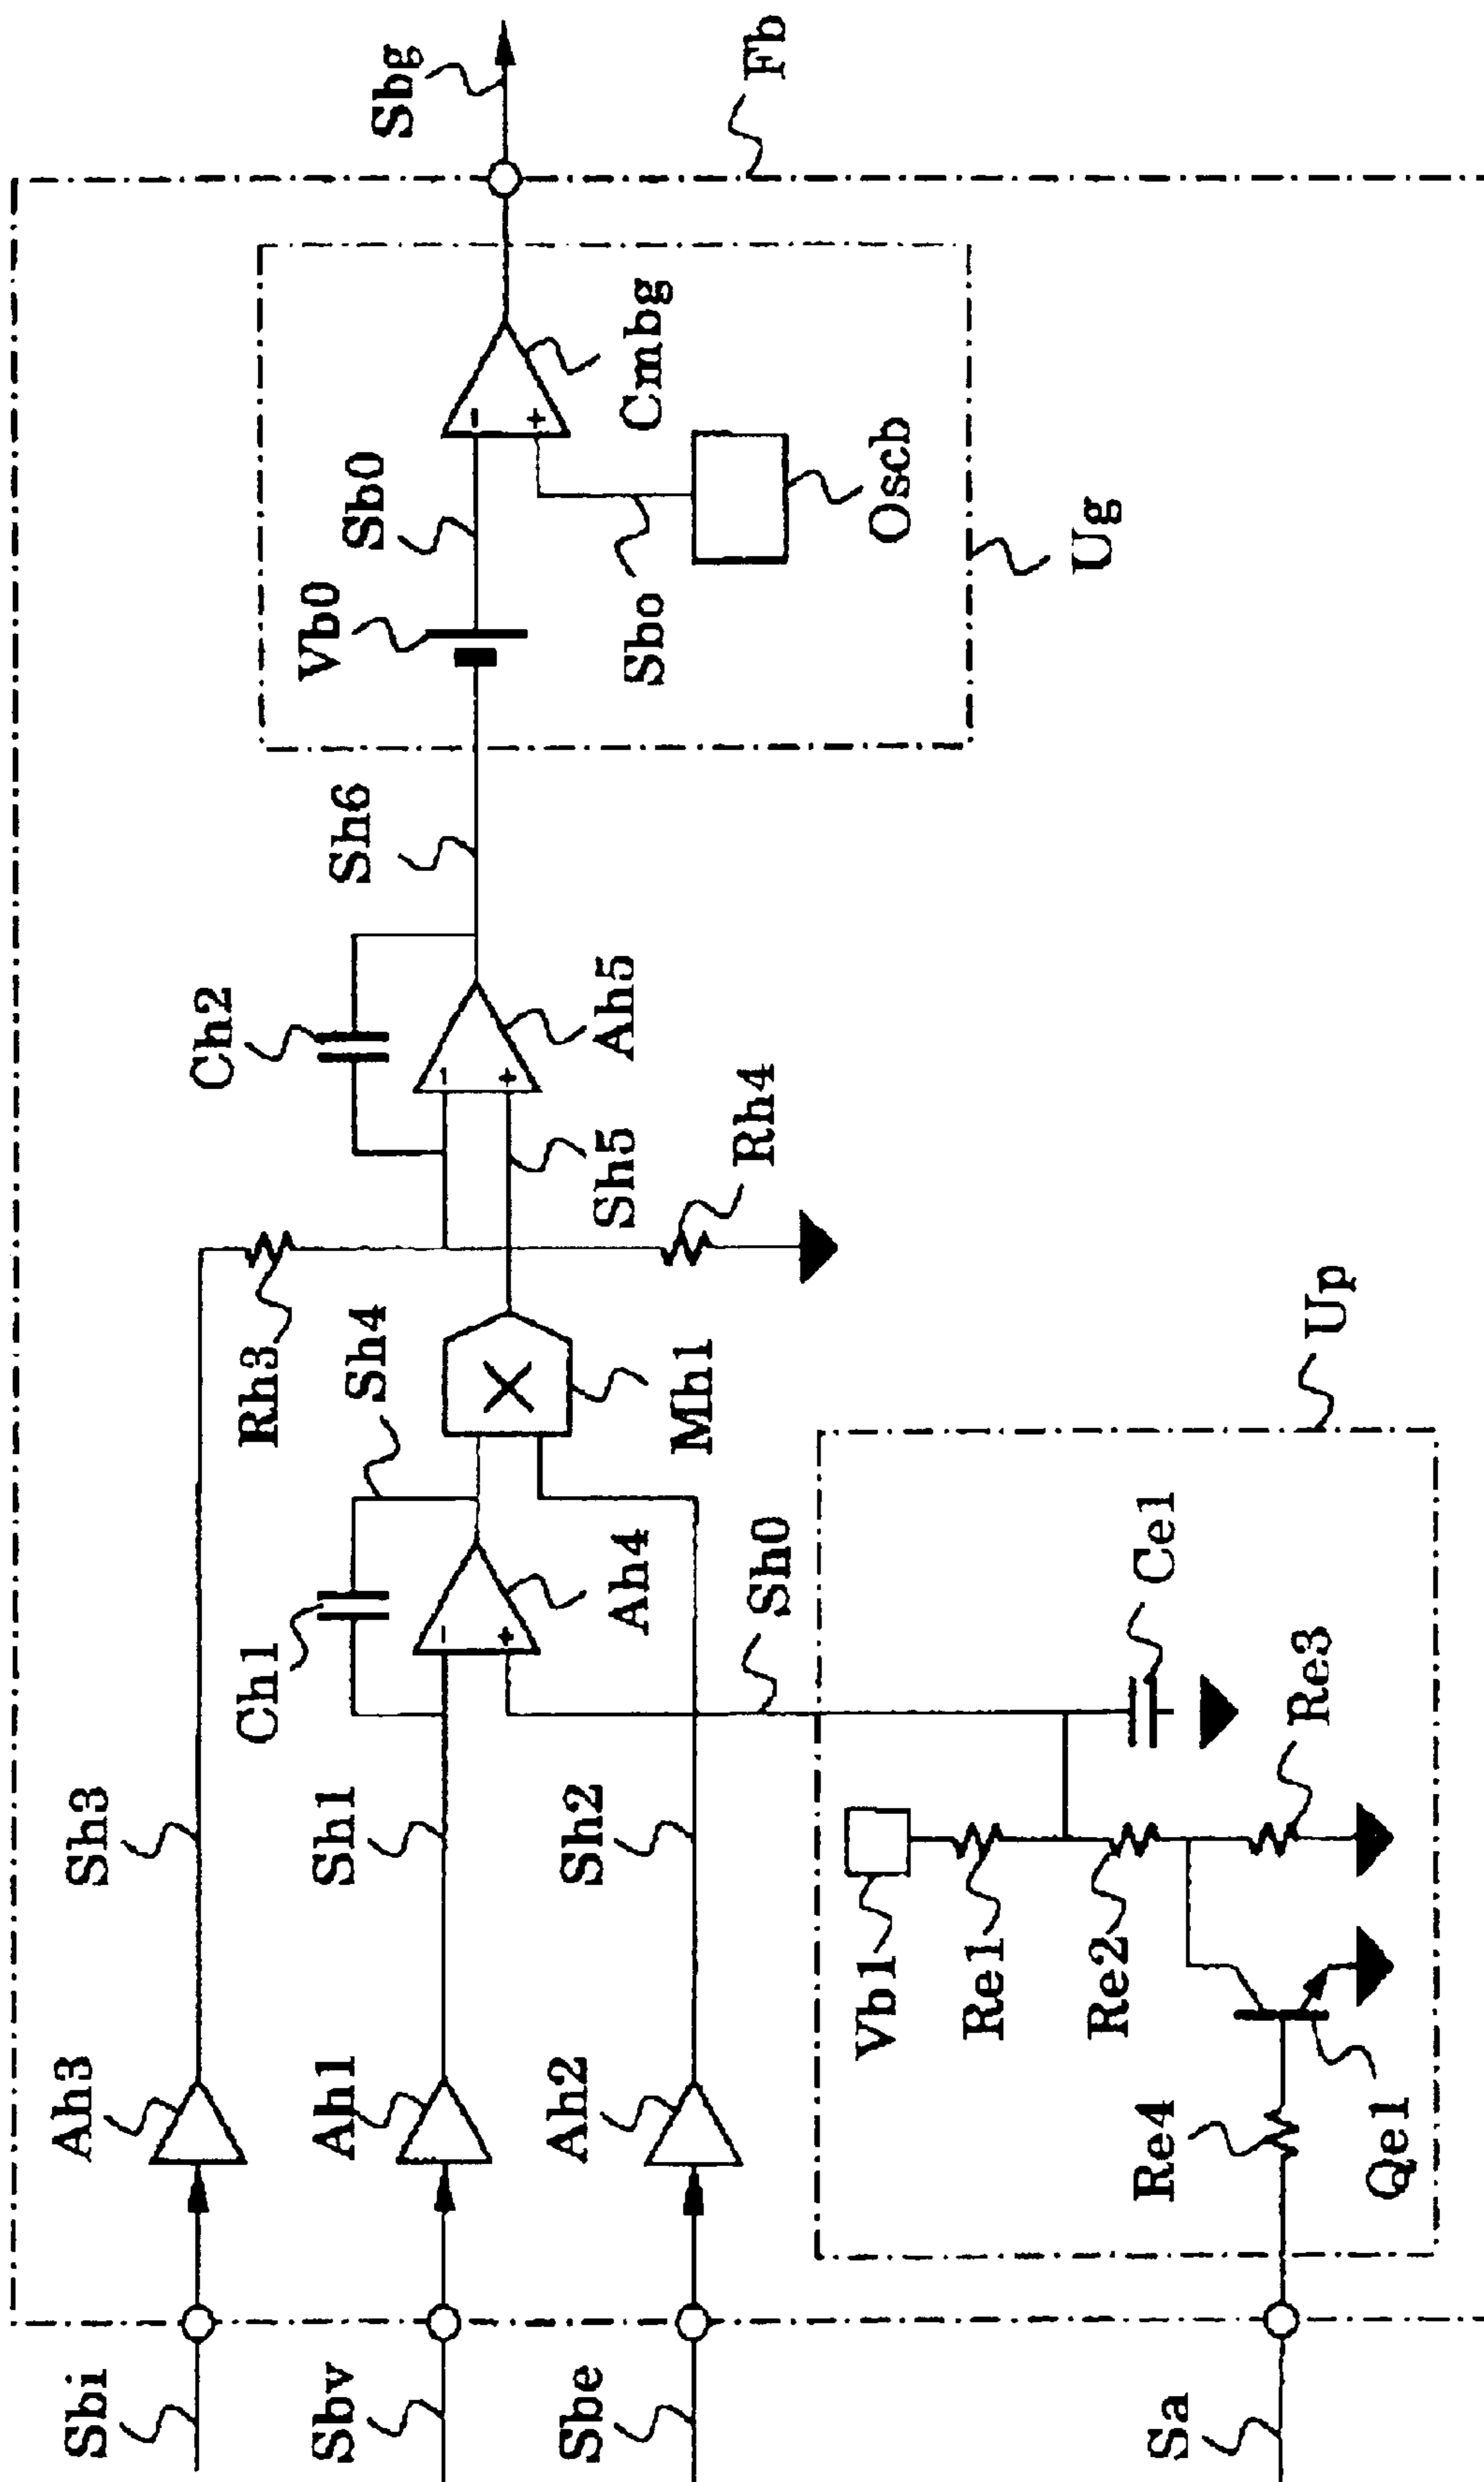 Sbg
Fb
Cmbg
Sb0
Vb0
Sbo
Oscb
Ug
Sh6
Ch2
Ah5
Sh5
Rh4
Rh3
Sh4
Mh1
Up
Ch1
Ah4
Sh0
Ce1
Re3
Sh3
Sh1
Sh2
Vb1
Re1
Re2
Ah3
Ah1
Ah2
Re4
Qe1
Sbi
Sbv
Sbe
Sa